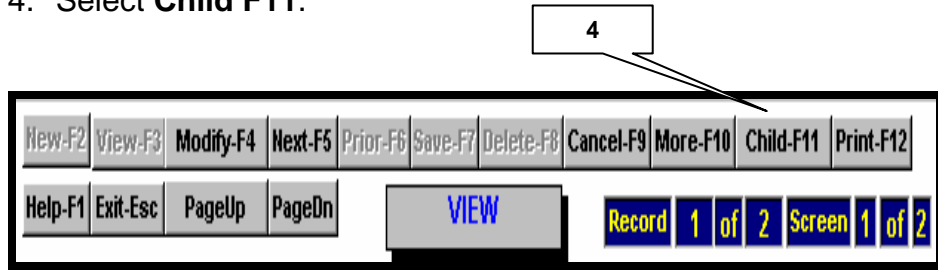 4. Select Child F11.
4
New-F2 View-F3 Modify-F4 Next-F5 Prior-F6 Save-F7 Delete-F8 Cancel-F9 More-F10 Child-F11 Print-F12
Help-F1 Exit-Esc PageUp PageDn VIEW Record 1 of 2 Screen 1 of 2